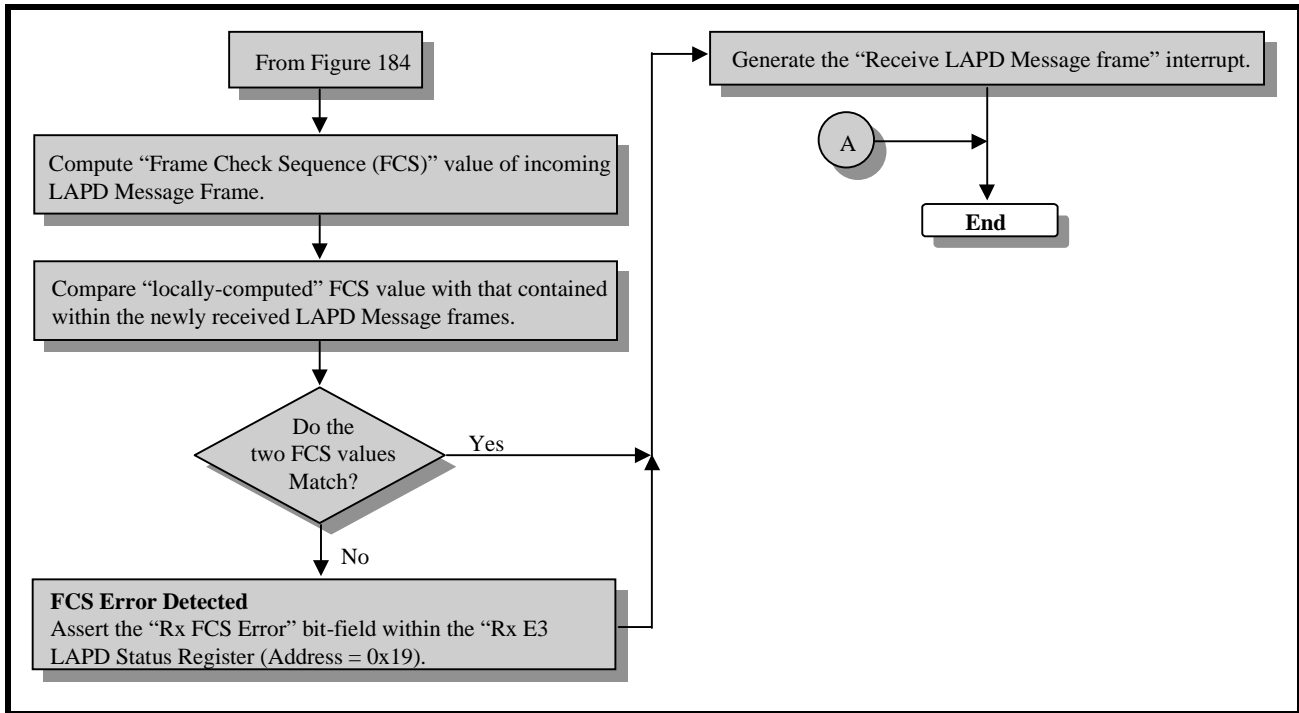 From Figure 184
Compute “Frame Check Sequence (FCS)” value of incoming
LAPD Message Frame.
Compare “locally-computed” FCS value with that contained
within the newly received LAPD Message frames.
Do the
two FCS values
Match?
Yes
No
FCS Error Detected
Assert the “Rx FCS Error” bit-field within the “Rx E3
LAPD Status Register (Address = 0x19).
Generate the “Receive LAPD Message frame” interrupt.
A
End